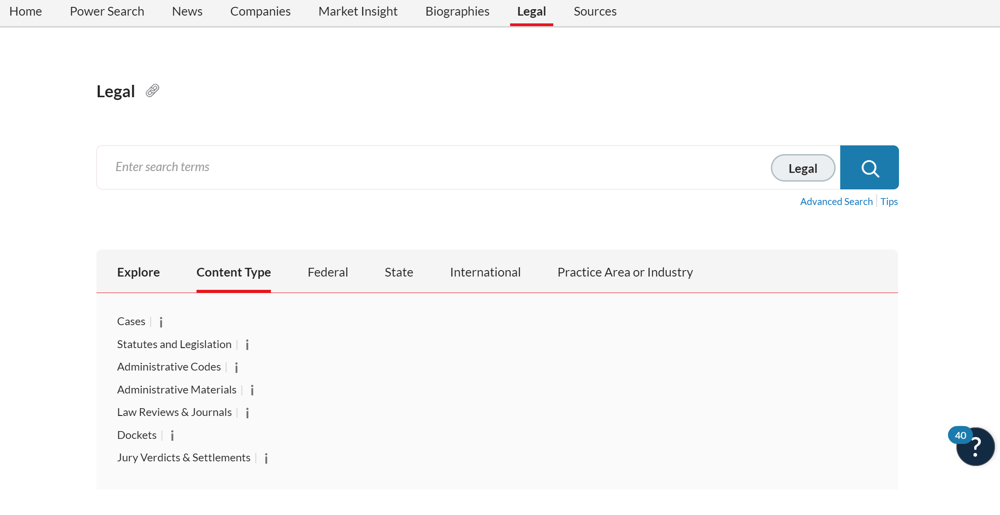 Home Power Search News Companies Market Insight Biographies Legal Sources
Legal
Enter search terms Legal
Advanced Search Tips
Explore Content Type Federal State International Practice Area or Industry
Cases i
Statutes and Legislation i
Administrative Codes i
Administrative Materials i
Law Reviews & Journals i
Dockets i
Jury Verdicts & Settlements i
40 ?